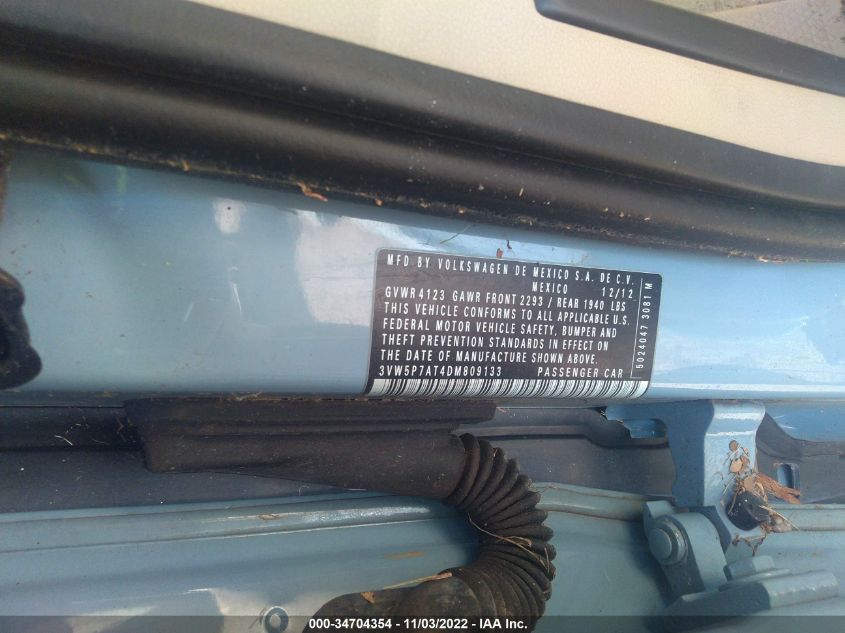 MFD BY VOLKSWAGEN DE MEXICO S.A. DE C.V.
MEXICO 12/12
GVWR 4123 GAWR FRONT 2293 / REAR 1940 LBS
THIS VEHICLE CONFORMS TO ALL APPLICABLE U.S.
FEDERAL MOTOR VEHICLE SAFETY, BUMPER AND
THEFT PREVENTION STANDARDS IN EFFECT ON
THE DATE OF MANUFACTURE SHOWN ABOVE.
3VW5P7AT4DM809133 PASSENGER CAR
5024047 3081 M
000-34704354 - 11/03/2022 - IAA Inc.